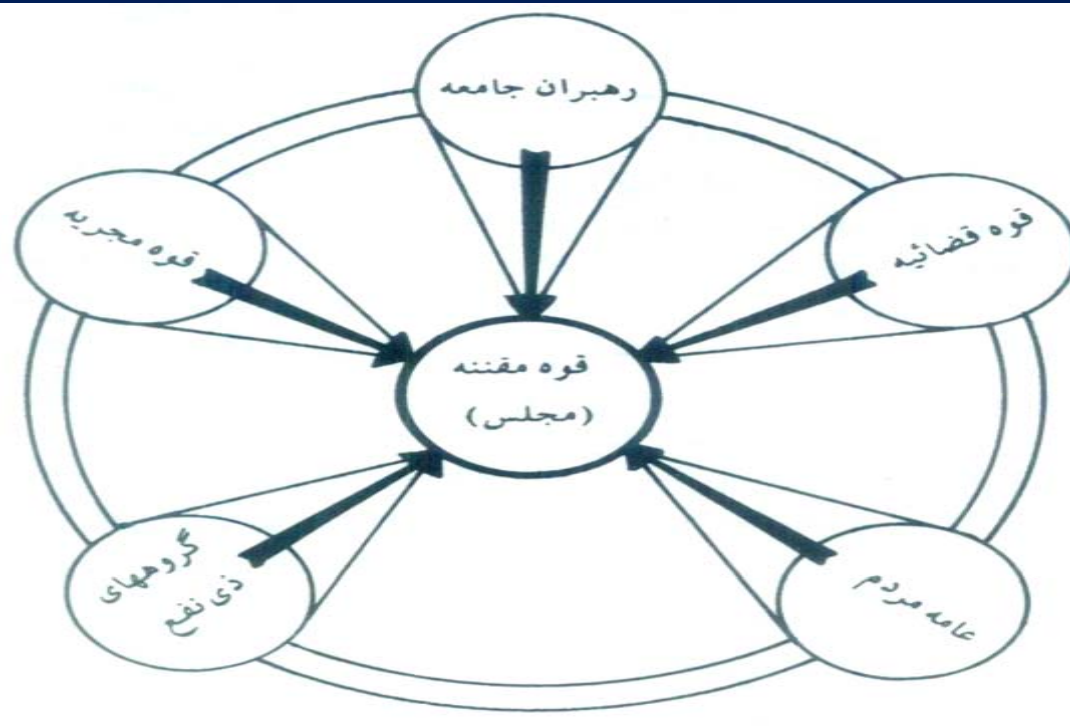 رهبران جامعه
قوه قضائیه
قوه مجریه
قوه مقننه
(مجلس)
گروههای
ذی نفع
عامه مردم